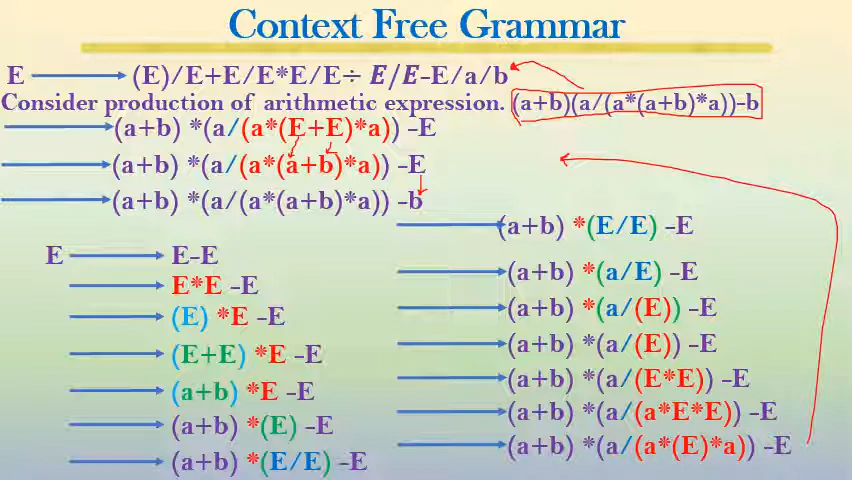 Context Free Grammar
E (E)/E+E/E*E/E÷ E/E-E/a/b
Consider production of arithmetic expression. (a+b)(a/(a*(a+b)*a))-b
(a+b) *(a/(a*(E+E)*a)) -E
(a+b) *(a/(a*(a+b)*a)) -E
(a+b) *(a/(a*(a+b)*a)) -b
E E-E
E*E -E
(E) *E -E
(E+E) *E -E
(a+b) *E -E
(a+b) *(E) -E
(a+b) *(E/E) -E
(a+b) *(E/E) -E
(a+b) *(a/E) -E
(a+b) *(a/(E)) -E
(a+b) *(a/(E)) -E
(a+b) *(a/(E*E)) -E
(a+b) *(a/(a*E*E)) -E
(a+b) *(a/(a*(E)*a)) -E